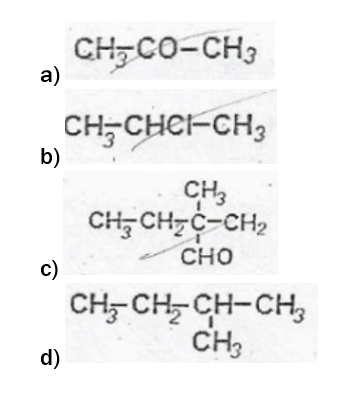 CH₃-CO-CH₃
a)
CH₃-CHCl-CH₃
b)
CH₃
CH₃-CH₂-C-CH₂
c)
CHO
CH₃-CH₂-CH-CH₃
CH₃
d)